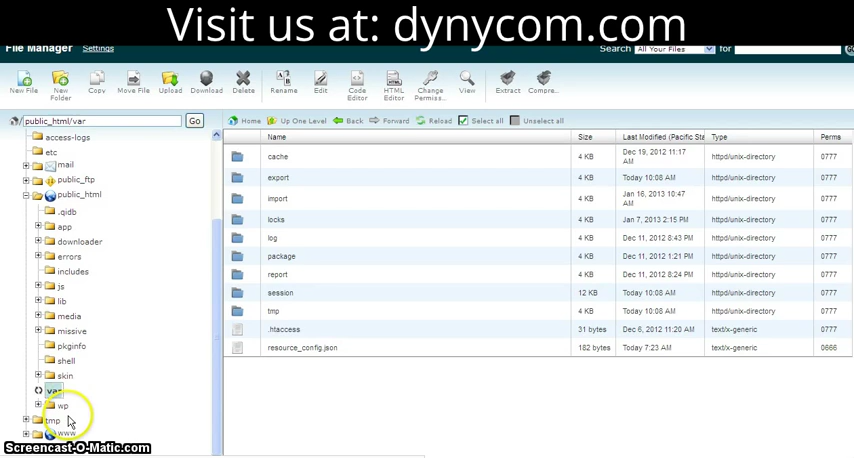 Visit us at: dynycom.com
File Manager Settings Search All Your Files for Go
New File New Folder Copy Move File Upload Download Delete Rename Edit Code Editor HTML Editor Change Permiss... View Extract Compre...
/public_html/var Go Home Up One Level Back Forward Reload Select all Unselect all
Name Size Last Modified (Pacific Sta Type Perms
access-logs
etc
mail
public_ftp
public_html
.qidb
app
downloader
errors
includes
js
lib
media
missive
pkginfo
shell
skin
var
wp
tmp
www
cache 4 KB Dec 19, 2012 11:17 AM httpd/unix-directory 0777
export 4 KB Today 10:08 AM httpd/unix-directory 0777
import 4 KB Jan 16, 2013 10:47 AM httpd/unix-directory 0777
locks 4 KB Jan 7, 2013 2:15 PM httpd/unix-directory 0777
log 4 KB Dec 11, 2012 8:43 PM httpd/unix-directory 0777
package 4 KB Dec 11, 2012 1:21 PM httpd/unix-directory 0777
report 4 KB Dec 11, 2012 8:24 PM httpd/unix-directory 0777
session 12 KB Today 10:08 AM httpd/unix-directory 0777
tmp 4 KB Today 10:08 AM httpd/unix-directory 0777
.htaccess 31 bytes Dec 6, 2012 11:20 AM text/x-generic 0777
resource_config.json 182 bytes Today 7:23 AM text/x-generic 0666
Screencast-O-Matic.com